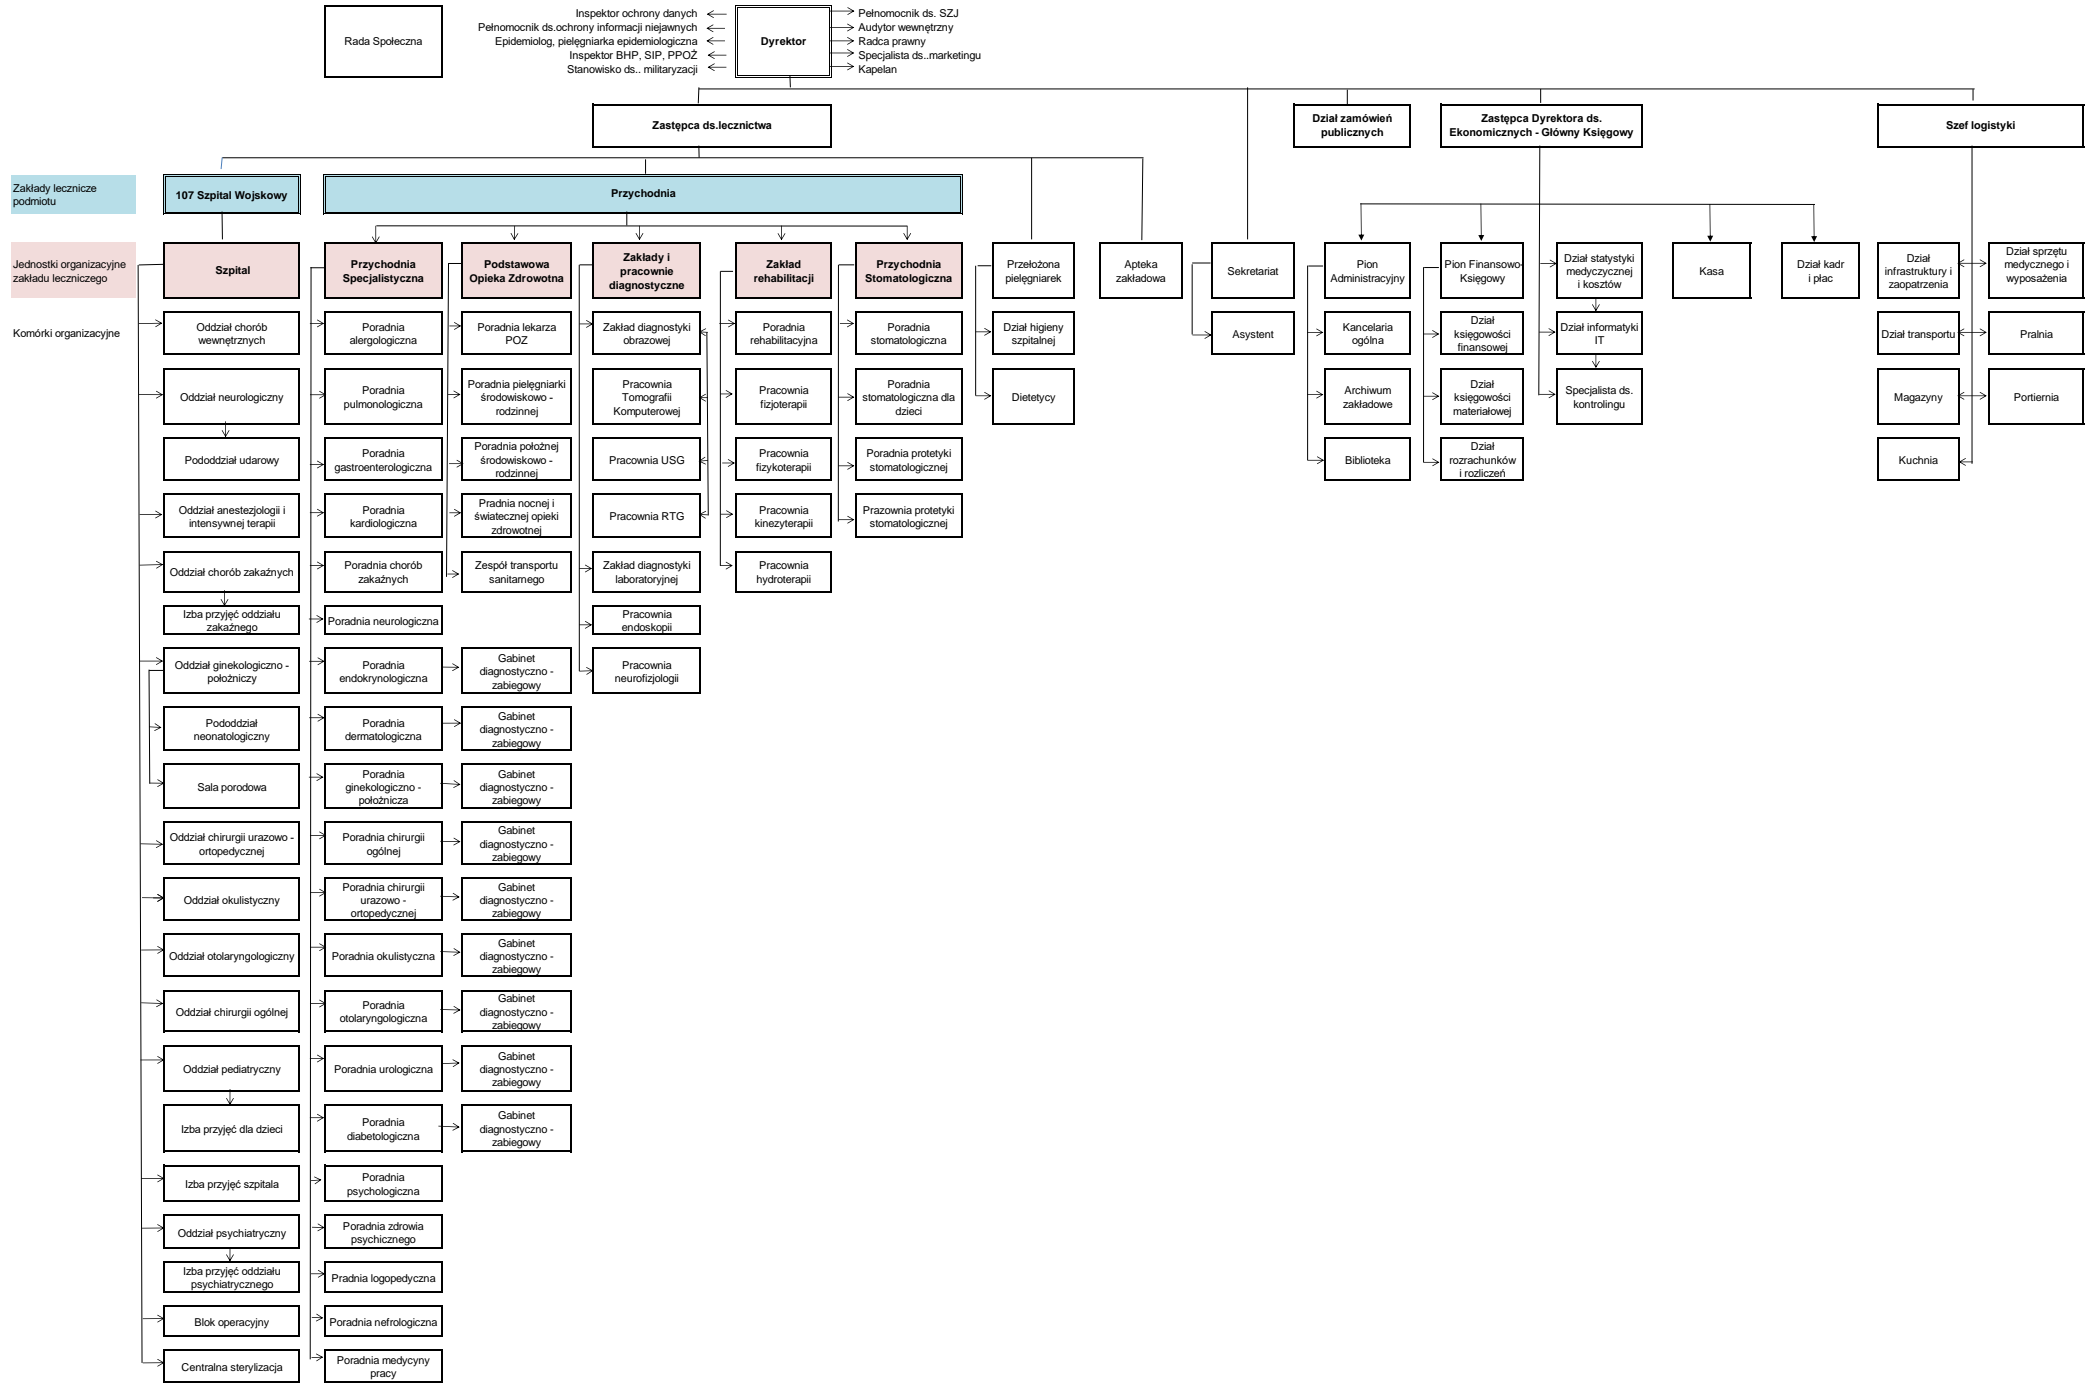 Rada Społeczna
Inspektor ochrony danych
Pełnomocnik ds.ochrony informacji niejawnych
Epidemiolog, pielęgniarka epidemiologiczna
Inspektor BHP, SIP, PPOŻ
Stanowisko ds.. militaryzacji
Dyrektor
Pełnomocnik ds. SZJ
Audytor wewnętrzny
Radca prawny
Specjalista ds..marketingu
Kapelan
Zastępca ds.lecznictwa
Dział zamówień
publicznych
Zastępca Dyrektora ds.
Ekonomicznych - Główny Księgowy
Szef logistyki
Zakłady lecznicze
podmiotu
107 Szpital Wojskowy
Przychodnia
Jednostki organizacyjne
zakładu leczniczego
Szpital
Przychodnia
Specjalistyczna
Podstawowa
Opieka Zdrowotna
Zakłady i
pracownie
diagnostyczne
Zakład
rehabilitacji
Przychodnia
Stomatologiczna
Przełożona
pielęgniarek
Apteka
zakładowa
Sekretariat
Pion
Administracyjny
Pion Finansowo-
Księgowy
Dział statystyki
medyczycznej
i kosztów
Kasa
Dział kadr
i płac
Dział
infrastruktury i
zaopatrzenia
Dział sprzętu
medycznego i
wyposażenia
Komórki organizacyjne
Oddział chorób
wewnętrznych
Poradnia
alergologiczna
Poradnia lekarza
POZ
Zakład diagnostyki
obrazowej
Poradnia
rehabilitacyjna
Poradnia
stomatologiczna
Dział higieny
szpitalnej
Asystent
Kancelaria
ogólna
Dział
księgowości
finansowej
Dział informatyki
IT
Dział transportu
Pralnia
Oddział neurologiczny
Poradnia
pulmonologiczna
Poradnia pielęgniarki
środowiskowo -
rodzinnej
Pracownia
Tomografii
Komputerowej
Pracownia
fizjoterapii
Poradnia
stomatologiczna dla
dzieci
Dietetycy
Archiwum
zakładowe
Dział
księgowości
materiałowej
Specjalista ds.
kontrolingu
Magazyny
Portiernia
Pododdział udarowy
Poradnia
gastroenterologiczna
Poradnia położnej
środowiskowo -
rodzinnej
Pracownia USG
Pracownia
fizykoterapii
Poradnia protetyki
stomatologicznej
Biblioteka
Dział
rozrachunków
i rozliczeń
Kuchnia
Oddział anestezjologii i
intensywnej terapii
Poradnia
kardiologiczna
Pradnia nocnej i
światecznej opieki
zdrowotnej
Pracownia RTG
Pracownia
kinezyterapii
Prazownia protetyki
stomatologicznej
Oddział chorób zakaźnych
Poradnia chorób
zakaźnych
Zespół transportu
sanitarnego
Zakład diagnostyki
laboratoryjnej
Pracownia
hydroterapii
Izba przyjęć oddziału
zakaźnego
Poradnia neurologiczna
Pracownia
endoskopii
Oddział ginekologiczno -
położniczy
Poradnia
endokrynologiczna
Gabinet
diagnostyczno -
zabiegowy
Pracownia
neurofizjologii
Pododdział
neonatologiczny
Poradnia
dermatologiczna
Gabinet
diagnostyczno -
zabiegowy
Sala porodowa
Poradnia
ginekologiczno -
położnicza
Gabinet
diagnostyczno -
zabiegowy
Oddział chirurgii urazowo -
ortopedycznej
Poradnia chirurgii
ogólnej
Gabinet
diagnostyczno -
zabiegowy
Oddział okulistyczny
Poradnia chirurgii
urazowo -
ortopedycznej
Gabinet
diagnostyczno -
zabiegowy
Oddział otolaryngologiczny
Poradnia okulistyczna
Gabinet
diagnostyczno -
zabiegowy
Oddział chirurgii ogólnej
Poradnia
otolaryngologiczna
Gabinet
diagnostyczno -
zabiegowy
Oddział pediatryczny
Poradnia urologiczna
Gabinet
diagnostyczno -
zabiegowy
Izba przyjęć dla dzieci
Poradnia
diabetologiczna
Gabinet
diagnostyczno -
zabiegowy
Izba przyjęć szpitala
Poradnia
psychologiczna
Oddział psychiatryczny
Poradnia zdrowia
psychicznego
Izba przyjęć oddziału
psychiatrycznego
Pradnia logopedyczna
Blok operacyjny
Poradnia nefrologiczna
Centralna sterylizacja
Poradnia medycyny
pracy